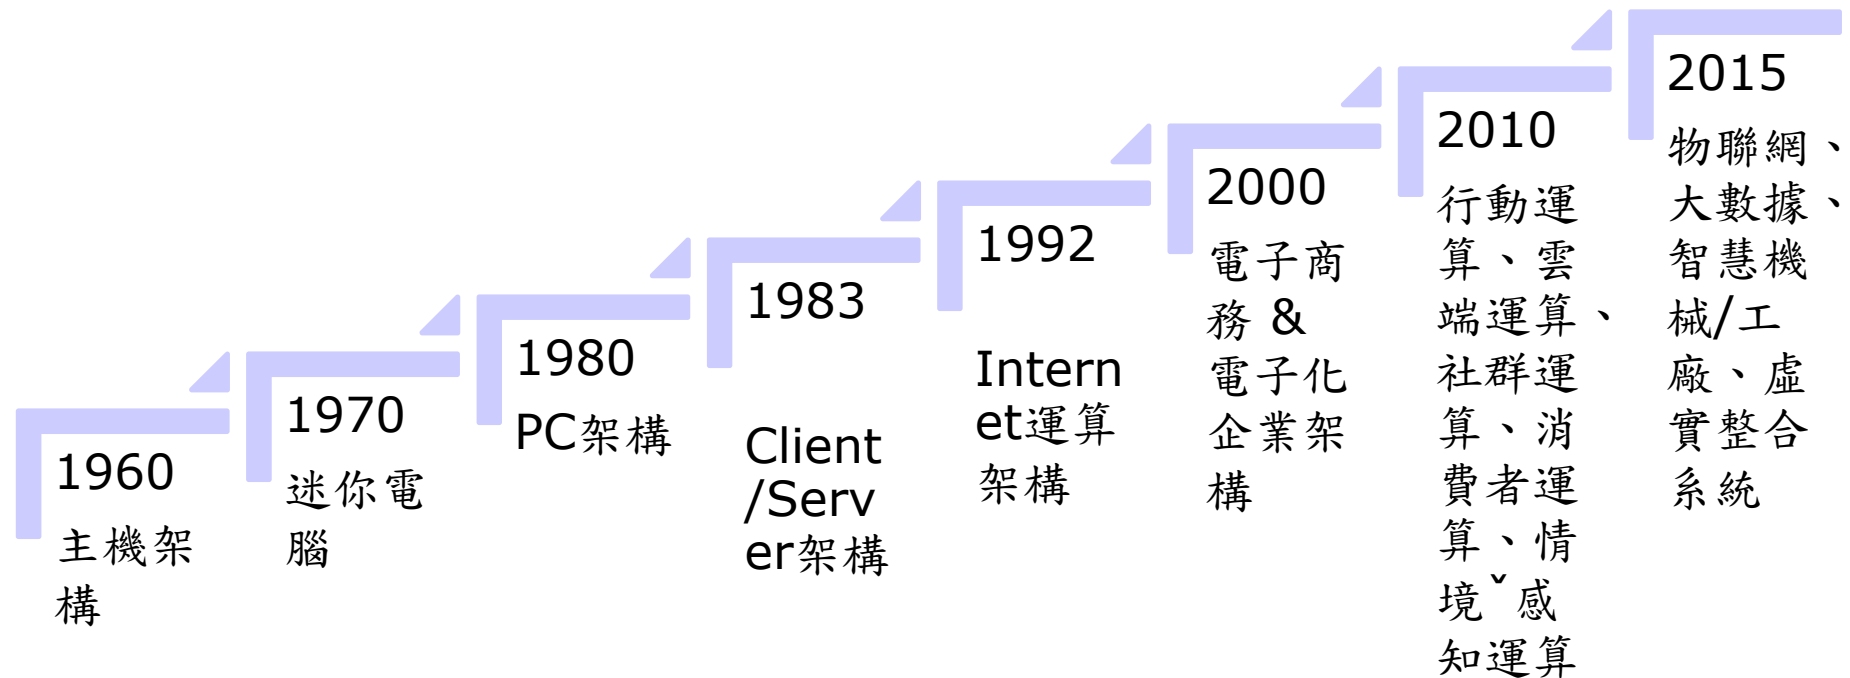 1960
主機架
構
1970
迷你電
腦
1980
PC架構
1983
Client
/Serv
er架構
1992
Intern
et運算
架構
2000
電子商
務 &
電子化
企業架
構
2010
行動運
算、雲
端運算、
社群運
算、消
費者運
算、情
境ˇ感
知運算
2015
物聯網、
大數據、
智慧機
械/工
廠、虛
實整合
系統